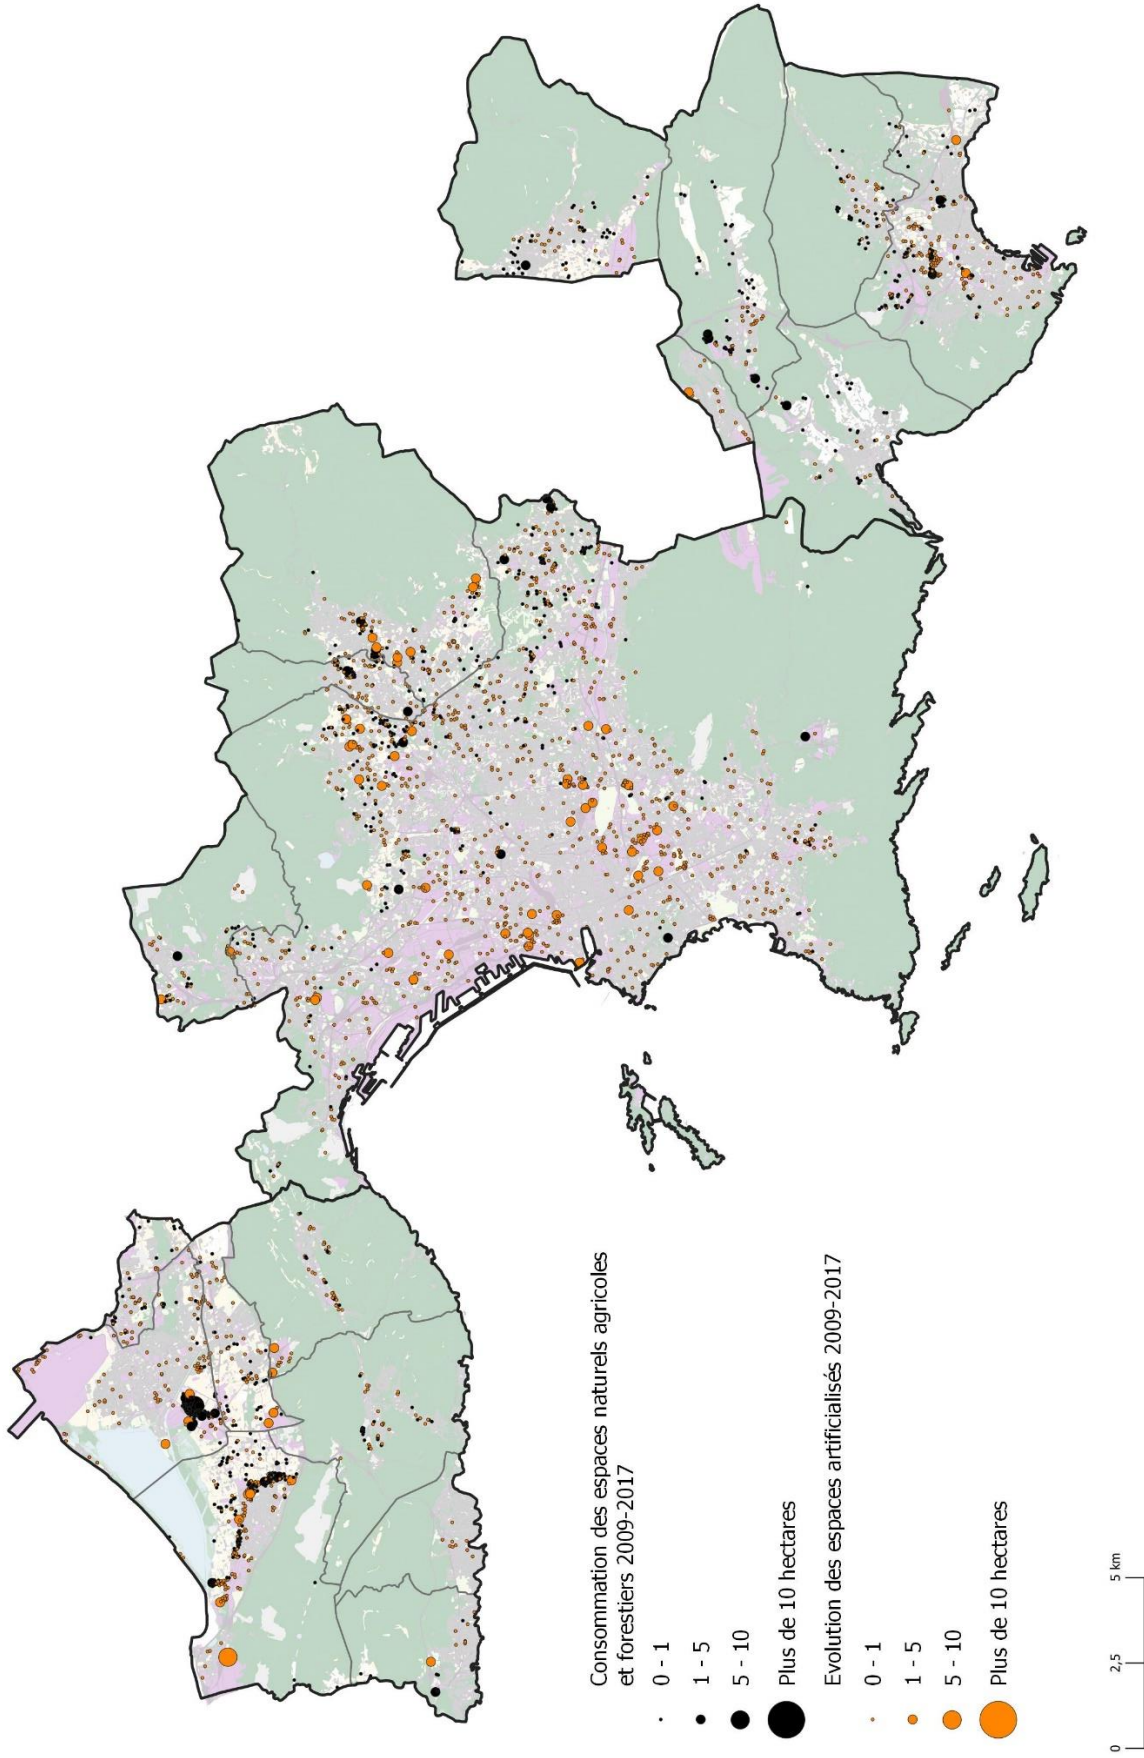 Consommation des espaces naturels agricoles
et forestiers 2009-2017
0 - 1
1 - 5
5 - 10
Plus de 10 hectares
Evolution des espaces artificialisés 2009-2017
0 - 1
1 - 5
5 - 10
Plus de 10 hectares
0 2,5 5 km